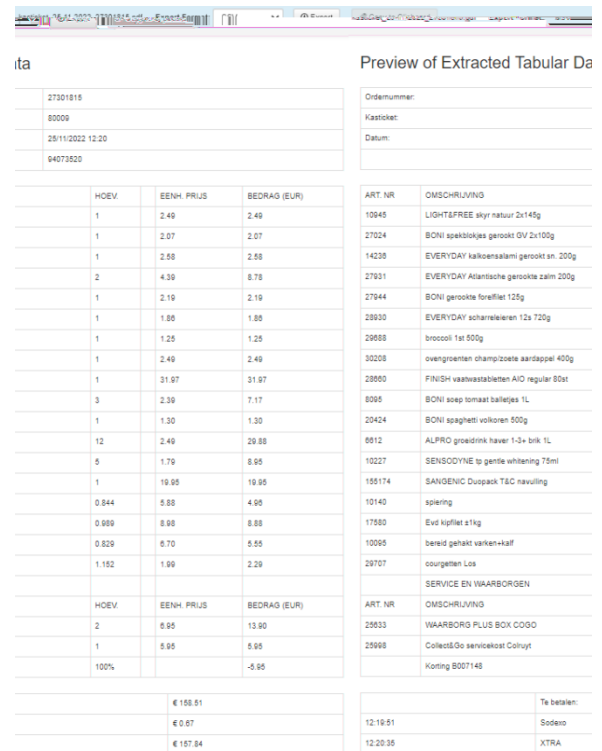 ata
Preview of Extracted Tabular Da
27301815
80009
25/11/2022 12:20
94073520
Ordernummer:
Kasticket:
Datum:
HOEV. EENH. PRIJS BEDRAG (EUR)
1 2.49 2.49
1 2.07 2.07
1 2.58 2.58
2 4.39 8.78
1 2.19 2.19
1 1.86 1.86
1 1.25 1.25
1 2.49 2.49
1 31.97 31.97
3 2.39 7.17
1 1.30 1.30
12 2.49 29.88
5 1.79 8.95
1 19.95 19.95
0.844 5.88 4.96
0.989 8.98 8.88
0.829 6.70 5.55
1.152 1.99 2.29
HOEV. EENH. PRIJS BEDRAG (EUR)
2 6.95 13.90
1 5.95 5.95
100% -5.95
€ 158.51
€ 0.67
€ 157.84
ART. NR OMSCHRIJVING
10945 LIGHT&FREE skyr natuur 2x145g
27024 BONI spekblokjes gerookt GV 2x100g
14236 EVERYDAY kalkoensalami gerookt sn. 200g
27931 EVERYDAY Atlantische gerookte zalm 200g
27944 BONI gerookte forelfilet 125g
28930 EVERYDAY scharreleieren 12s 720g
29688 broccoli 1st 500g
30208 ovengroenten champ/zoete aardappel 400g
28660 FINISH vaatwastabletten AIO regular 80st
8095 BONI soep tomaat balletjes 1L
20424 BONI spaghetti volkoren 500g
6612 ALPRO groeidrink haver 1-3+ brik 1L
10227 SENSODYNE tp gentle whitening 75ml
155174 SANGENIC Duopack T&C navulling
10140 spiering
17580 Evd kipfilet ±1kg
10095 bereid gehakt varken+kalf
29707 courgetten Los
SERVICE EN WAARBORGEN
ART. NR OMSCHRIJVING
25633 WAARBORG PLUS BOX COGO
25998 Collect&Go servicekost Colruyt
Korting B007148
Te betalen:
12:19:51 Sodexo
12:20:35 XTRA